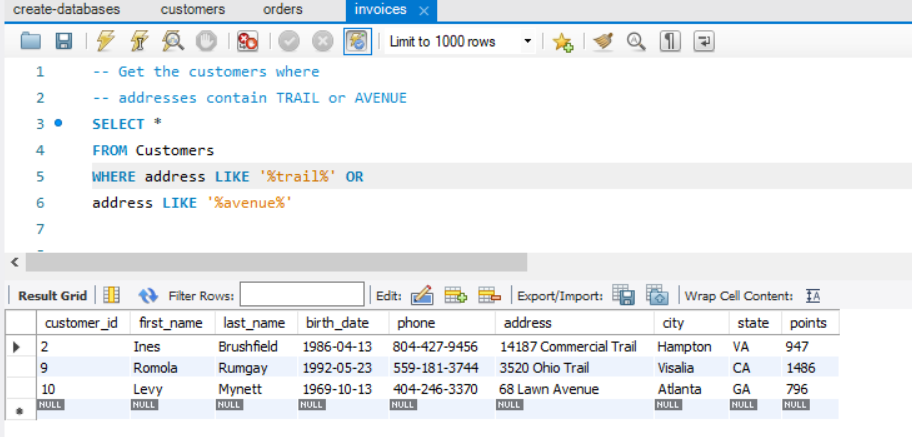 create-databases customers orders invoices ×
Limit to 1000 rows
1 -- Get the customers where
2 -- addresses contain TRAIL or AVENUE
3 SELECT *
4 FROM Customers
5 WHERE address LIKE '%trail%' OR
6 address LIKE '%avenue%'
7
Result Grid Filter Rows: Edit: Export/Import: Wrap Cell Content: IA
customer_id first_name last_name birth_date phone address city state points
2 Ines Brushfield 1986-04-13 804-427-9456 14187 Commercial Trail Hampton VA 947
9 Romola Rumgay 1992-05-23 559-181-3744 3520 Ohio Trail Visalia CA 1486
10 Levy Mynett 1969-10-13 404-246-3370 68 Lawn Avenue Atlanta GA 796
NULL NULL NULL NULL NULL NULL NULL NULL NULL